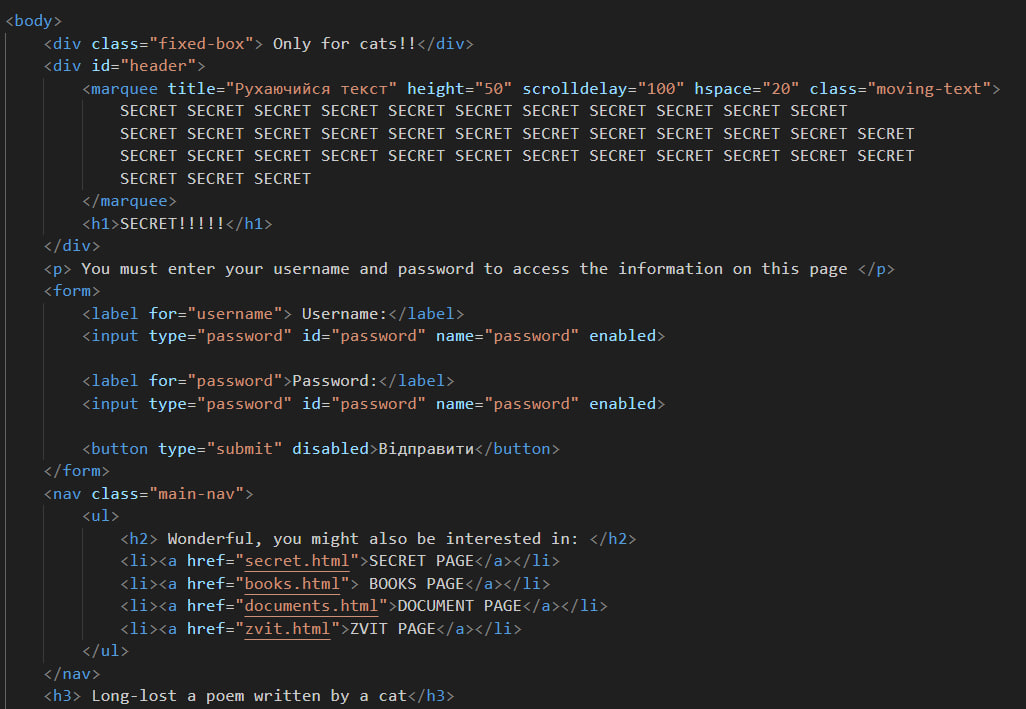 <body>
<div class="fixed-box"> Only for cats!!</div>
<div id="header">
<marquee title="Рухаючийся текст" height="50" scrolldelay="100" hspace="20" class="moving-text">
SECRET SECRET SECRET SECRET SECRET SECRET SECRET SECRET SECRET SECRET SECRET
SECRET SECRET SECRET SECRET SECRET SECRET SECRET SECRET SECRET SECRET SECRET SECRET
SECRET SECRET SECRET SECRET SECRET SECRET SECRET SECRET SECRET SECRET SECRET SECRET
SECRET SECRET SECRET
</marquee>
<h1>SECRET!!!!!</h1>
</div>
<p> You must enter your username and password to access the information on this page </p>
<form>
<label for="username"> Username:</label>
<input type="password" id="password" name="password" enabled>
<label for="password">Password:</label>
<input type="password" id="password" name="password" enabled>
<button type="submit" disabled>Відправити</button>
</form>
<nav class="main-nav">
<ul>
<h2> Wonderful, you might also be interested in: </h2>
<li><a href="secret.html">SECRET PAGE</a></li>
<li><a href="books.html"> BOOKS PAGE</a></li>
<li><a href="documents.html">DOCUMENT PAGE</a></li>
<li><a href="zvit.html">ZVIT PAGE</a></li>
</ul>
</nav>
<h3> Long-lost a poem written by a cat</h3>